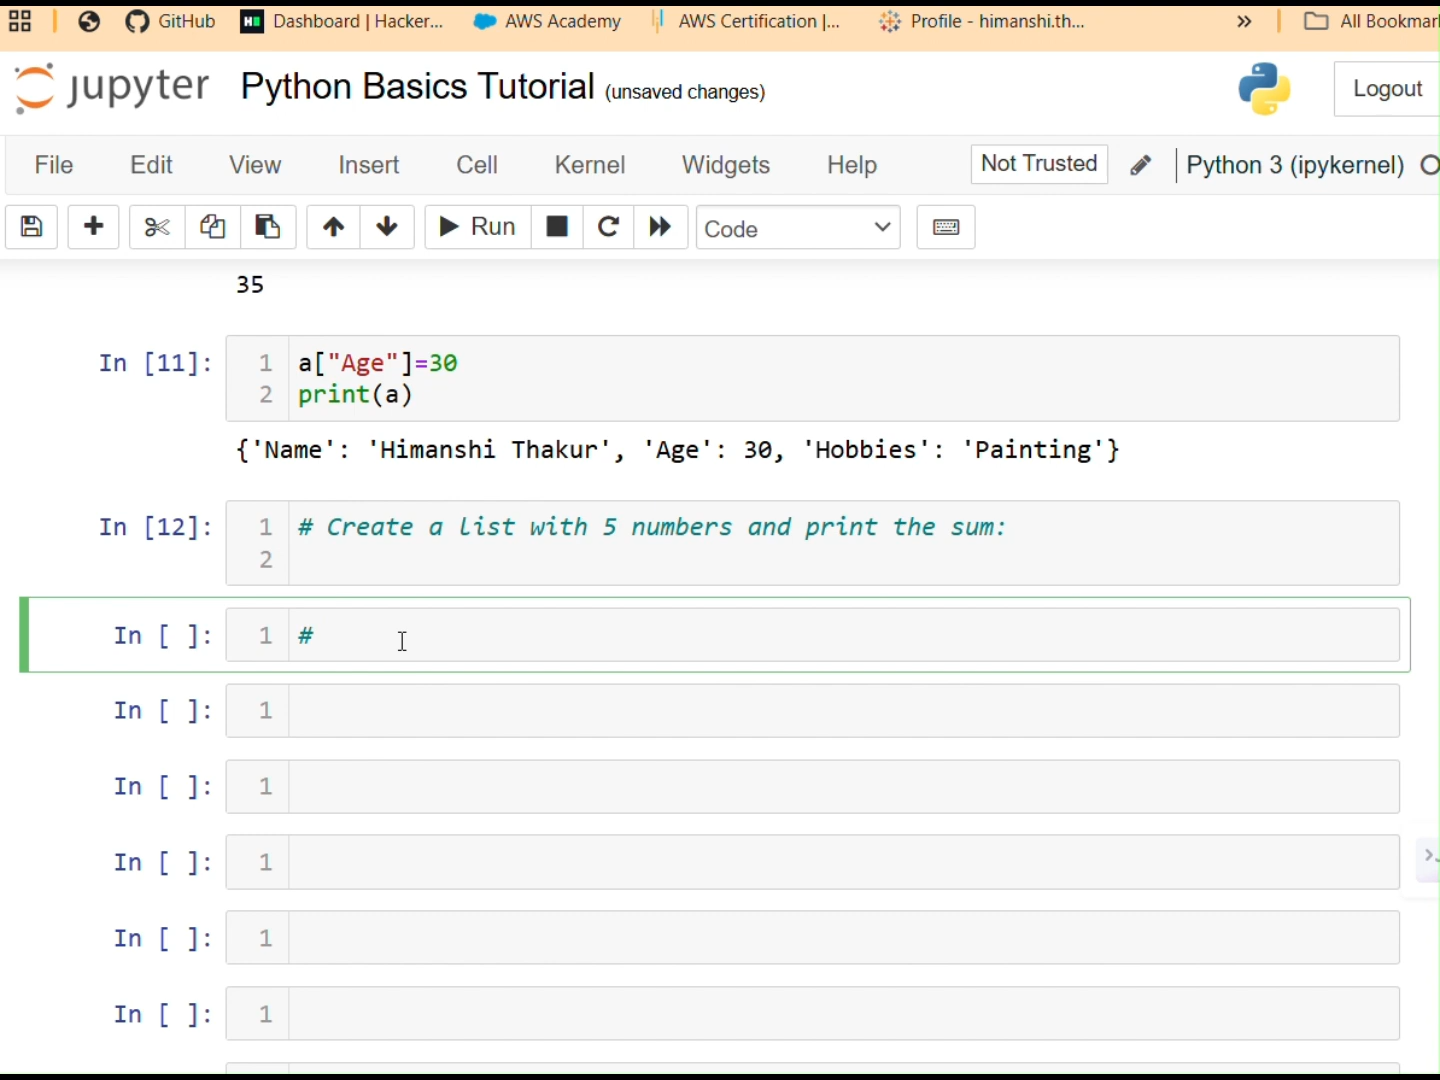 GitHub Dashboard | Hacker... AWS Academy AWS Certification |... Profile - himanshi.th... » All Bookmar
jupyter Python Basics Tutorial (unsaved changes) Logout
File Edit View Insert Cell Kernel Widgets Help Not Trusted Python 3 (ipykernel)
Run Code
35
In [11]: 1 a["Age"]=30
2 print(a)
{'Name': 'Himanshi Thakur', 'Age': 30, 'Hobbies': 'Painting'}
In [12]: 1 # Create a list with 5 numbers and print the sum:
2
In [ ]: 1 #
In [ ]: 1
In [ ]: 1
In [ ]: 1
In [ ]: 1
In [ ]: 1